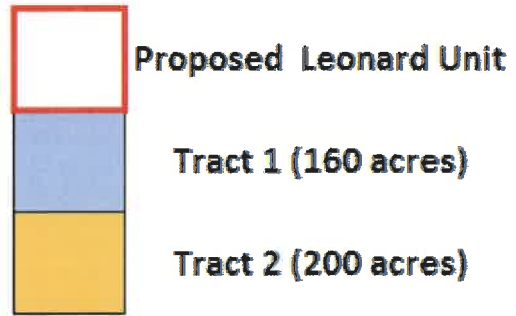 Proposed Leonard Unit
Tract 1 (160 acres)
Tract 2 (200 acres)